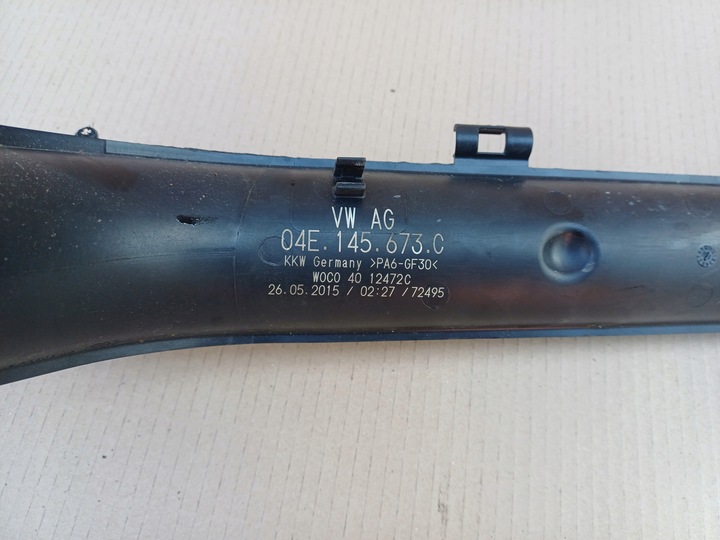 VW AG
04E.145.673.C
KKW Germany >PA6-GF30<
WOCO 40 12472C
26.05.2015 / 02:27 /72495